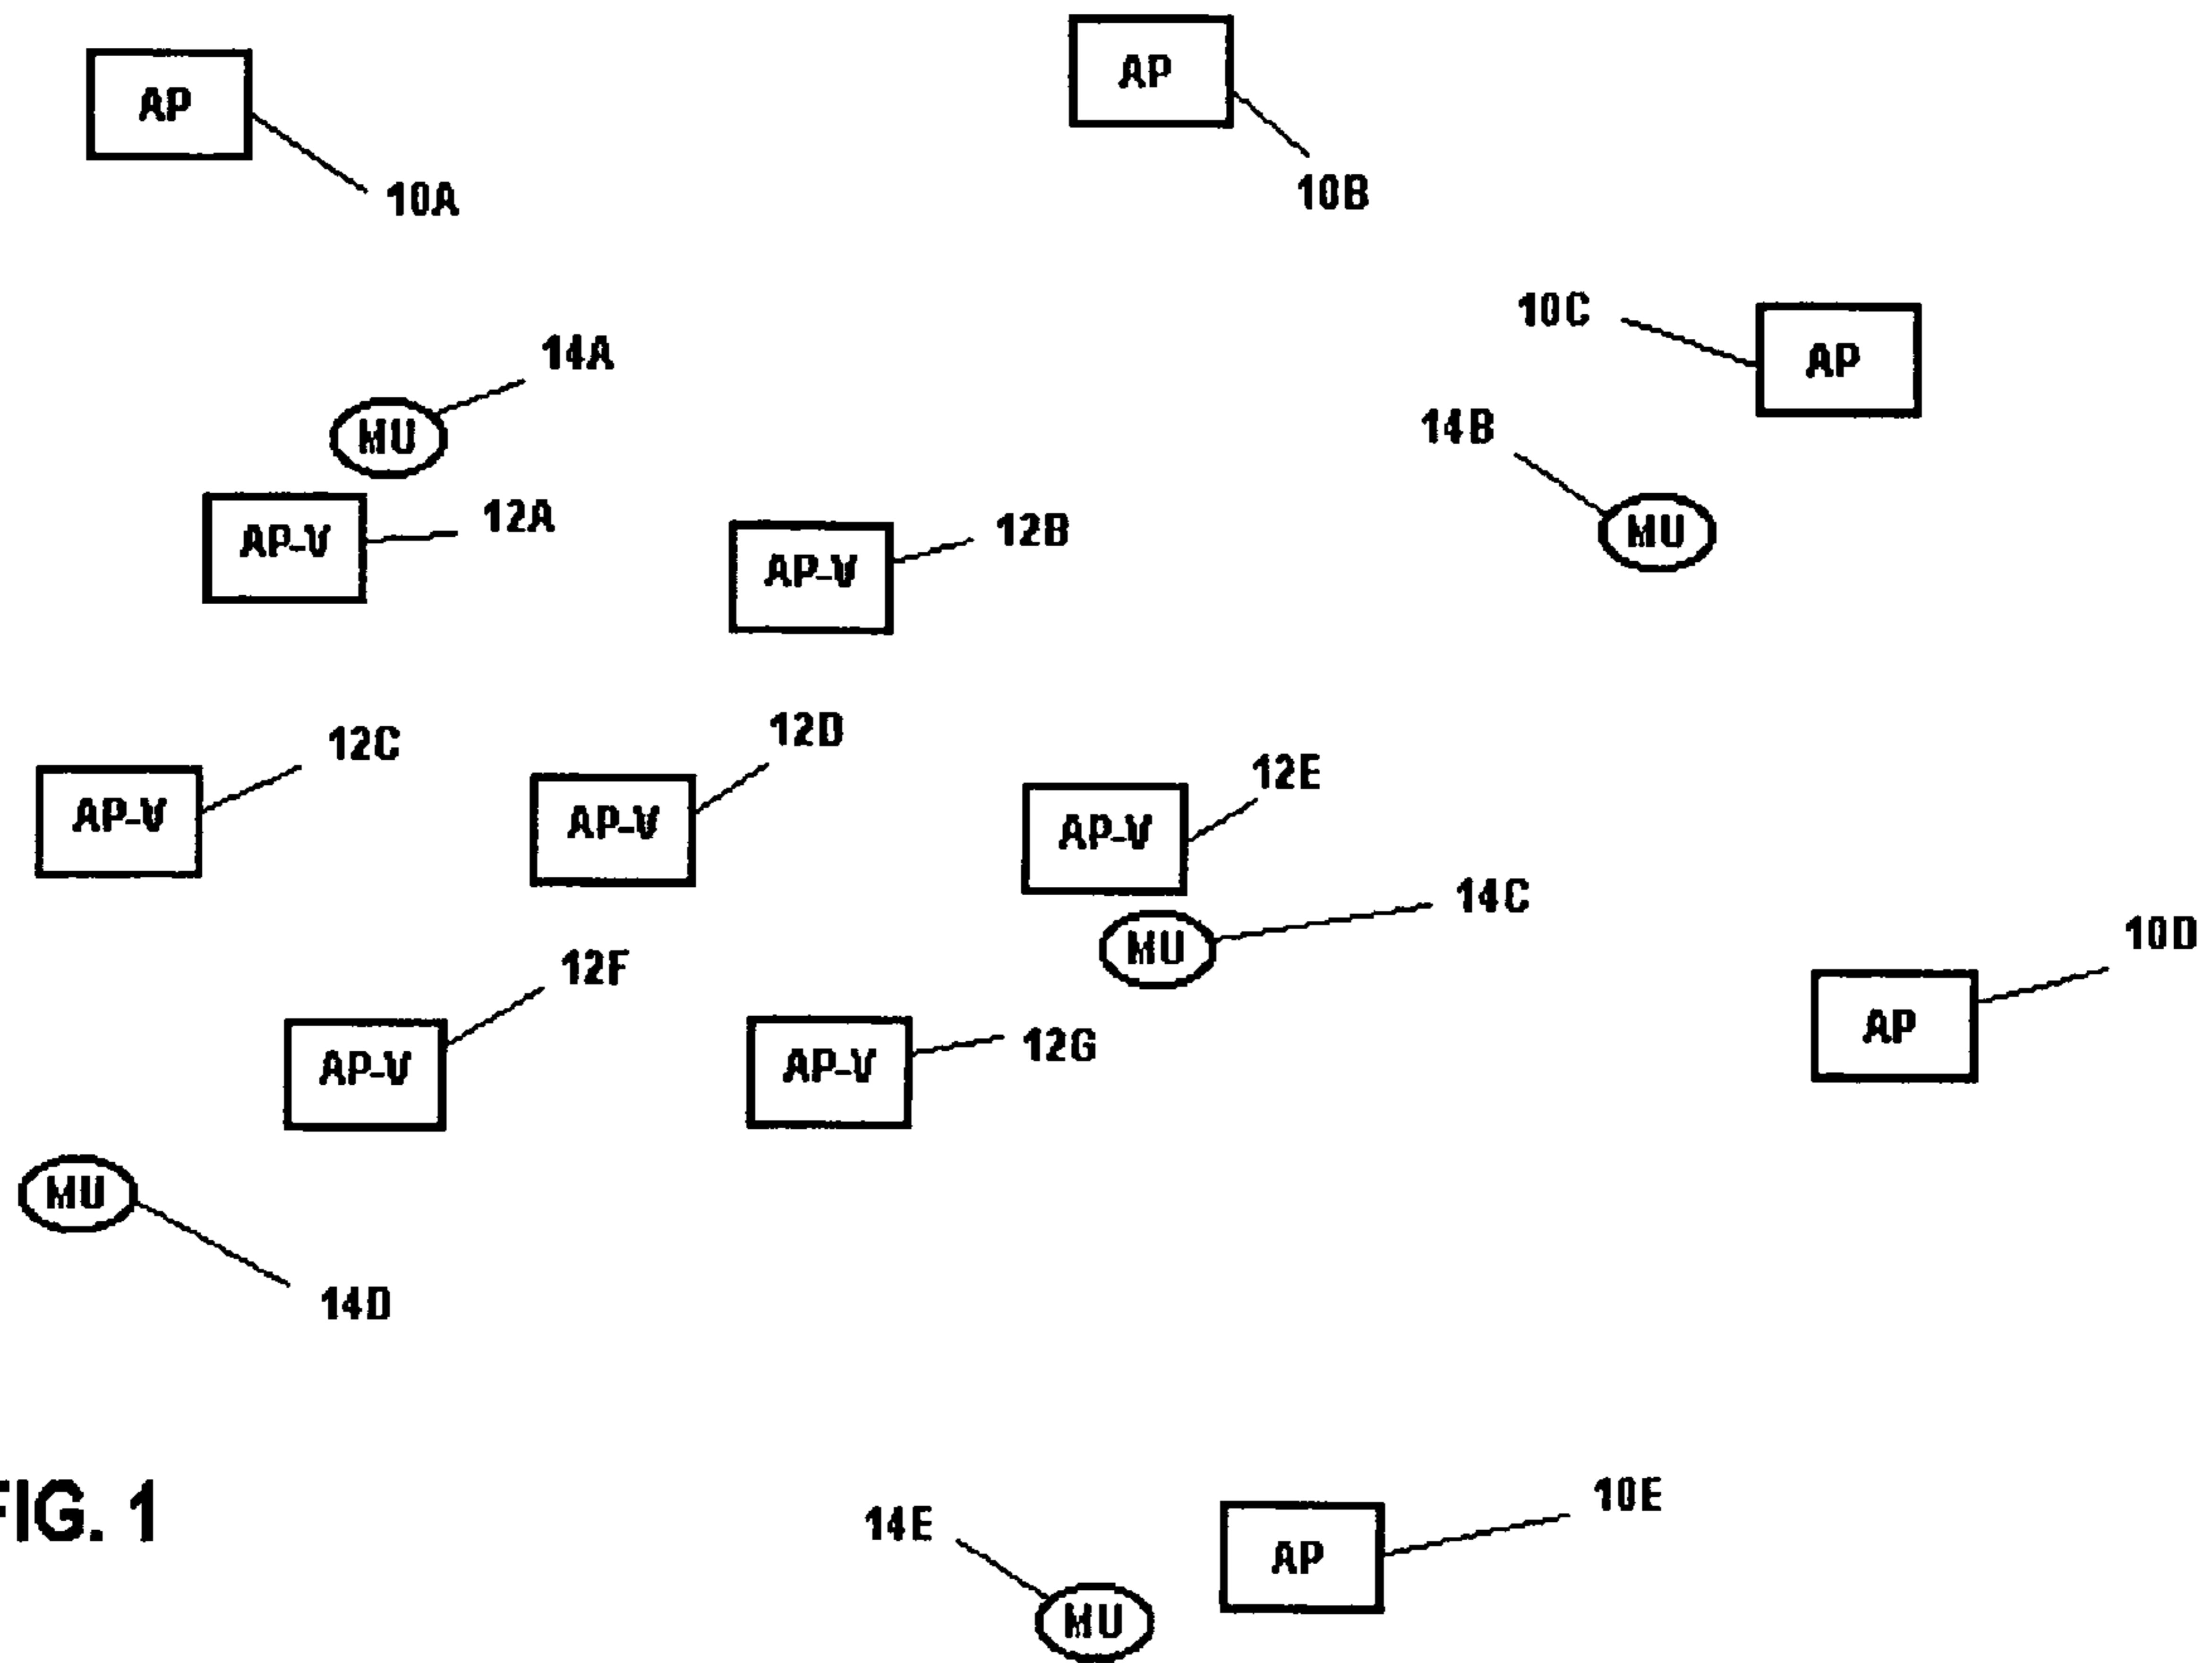 AP
AP
10A
10B
10C
AP
14A
14B
MU
MU
12A
AP-V
12B
AP-V
12D
12C
12E
AP-V
AP-V
AP-V
14C
10D
MU
12F
AP
12G
AP-V
AP-V
MU
14D
FIG. 1
10E
14E
AP
MU